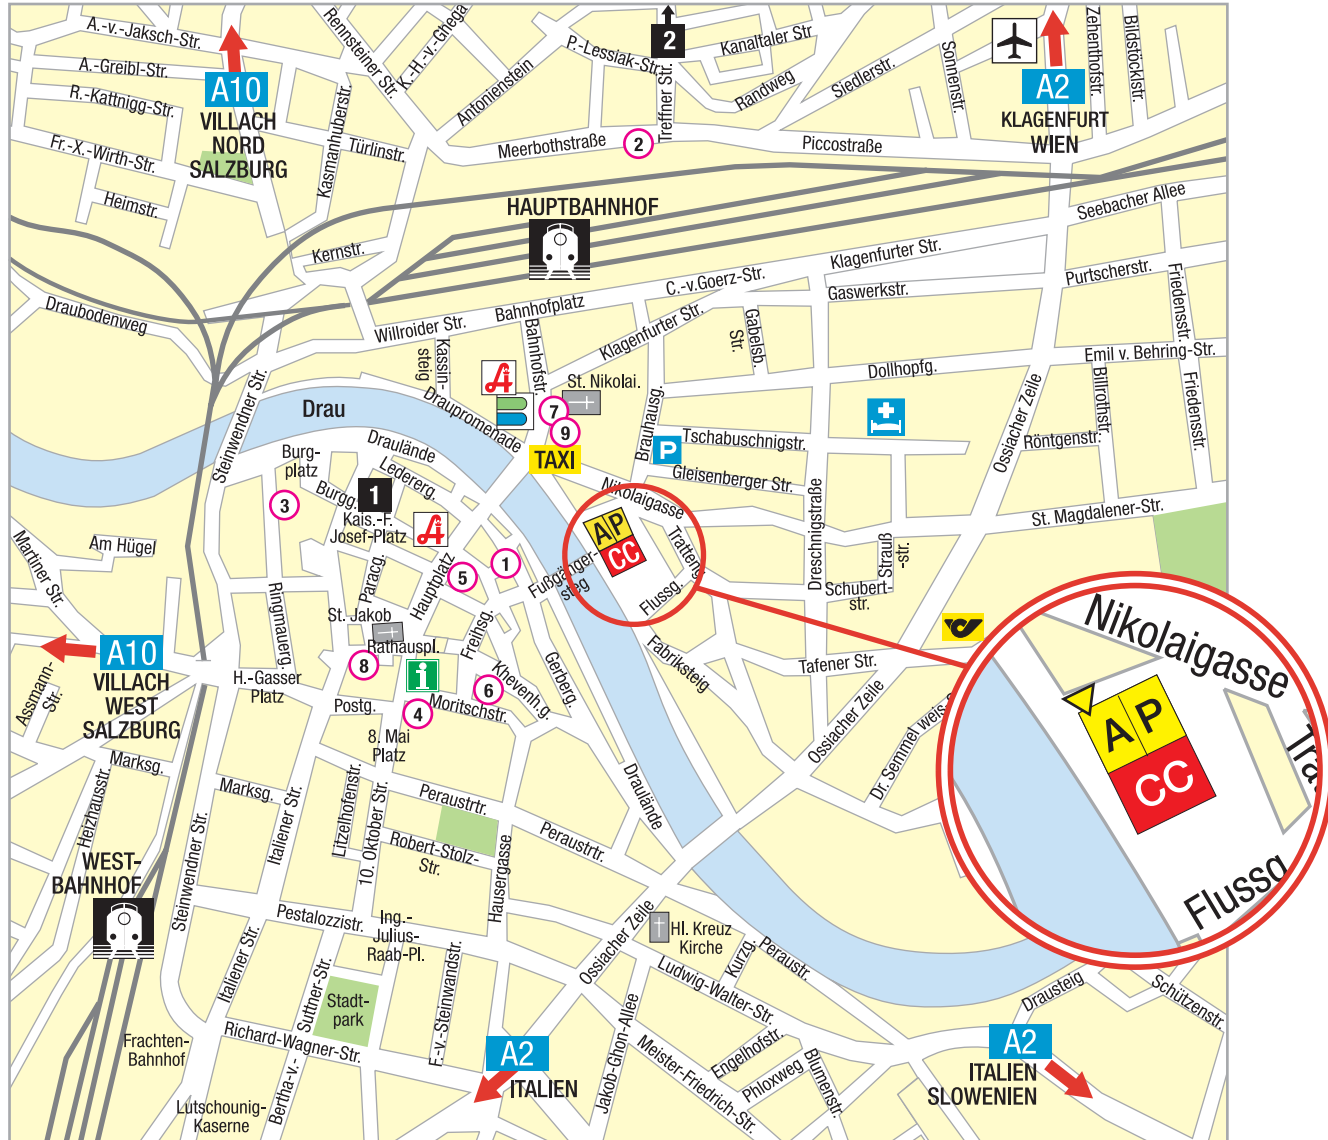 A.-v.-Jaksch-Str.
A.-Greibl-Str.
R.-Kattnigg-Str.
Fr.-X.-Wirth-Str.
Heimstr.
A10
VILLACH
NORD
SALZBURG
Rennsteiner Str.
K.-H.-v.-Ghega
Antonienstein
Kasmanhuberstr.
Türlinstr.
Kernstr.
P.-Lessiak-Str.
2
Kanaltaler Str
Randweg
Siedlerstr.
Sonnenstr.
Treffner Str.
Meerbothstraße
2
Piccostraße
A2
KLAGENFURT
WIEN
Zehenthofstr.
Bildstöcklstr.
HAUPTBAHNHOF
Seebacher Allee
Klagenfurter Str.
C.-v.Goerz-Str.
Gaswerkstr.
Purtscherstr.
Friedensstr.
Draubodenweg
Willroider Str.
Bahnhofplatz
Bahnhofstr.
Klagenfurter Str.
Gabelsb.
Str.
Kassin-
steig
Draupromenade
St. Nikolai.
Dollhopfg.
Emil v. Behring-Str.
Billrothstr.
Friedensstr.
Ossiacher Zeile
Röntgenstr.
Steinwendner Str.
Drau
7
9
TAXI
Brauhausg.
P
Tschabuschnigstr.
Gleisenberger Str.
Nikolaigasse
St. Magdalener-Str.
Burg-
platz
Draulände
Ledererg.
Burgg.
1
3
Kais.-F.
Josef-Platz
A P
CC
Tratteng.
Flussg.
Fußgänger-
steg
Dreschnigstraße
Strauß
-str.
Schubert-
str.
Am Hügel
Martiner Str.
Ringmauerg.
Paracg.
Hauptplatz
5
1
St. Jakob
Rathauspl.
8
i
Freihsg.
Khevenh.g.
6
Gerberg.
Fabriksteig
Tafener Str.
A10
VILLACH
WEST
SALZBURG
Assmann-
Str.
H.-Gasser
Platz
Postg.
4
Moritschstr.
8. Mai
Platz
Ossiacher Zeile
Nikolaigasse
A P
CC
Flussg
Marksg.
Marksg.
Heizhausstr.
Steinwendner Str.
Italiener Str.
Litzelhofenstr.
10. Oktober Str.
Peraustrtr.
Robert-Stolz-
Str.
Hausergasse
Peraustrtr.
Draulände
WEST-
BAHNHOF
Pestalozzistr.
Ing.-
Julius-
Raab-Pl.
Ossiacher Zeile
Hl. Kreuz
Kirche
Kurzg.
Peraustr.
Ludwig-Walter-Str.
Italiener Str.
Suttner-Str.
Stadt-
park
F.-v.-Steinwandstr.
Drausteig
Schützenstr.
Frachten-
Bahnhof
Richard-Wagner-Str.
Bertha-v.-
Lutschounig-
Kaserne
A2
ITALIEN
Jakob-Ghon-Allee
Meister-Friedrich-Str.
Engelhofstr.
Phloxweg
Blumenstr.
A2
ITALIEN
SLOWENIEN